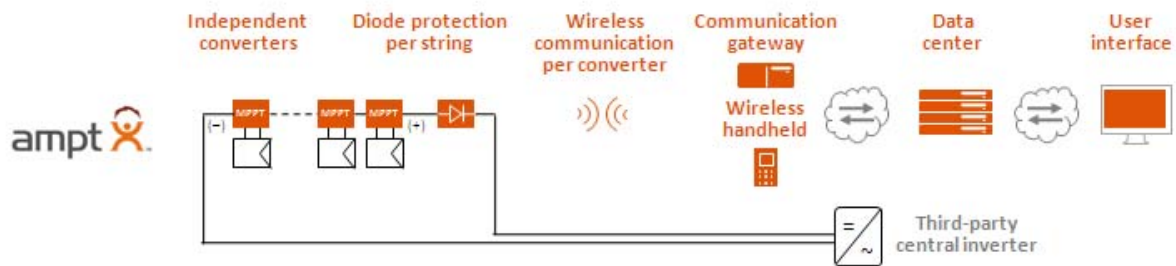 Independent
converters
Diode protection
per string
Wireless
communication
per converter
Communication
gateway
Data
center
User
interface
MPPT
MPPT
MPPT
(−)
(+)
Wireless
handheld
ampt
=
~
Third-party
central inverter